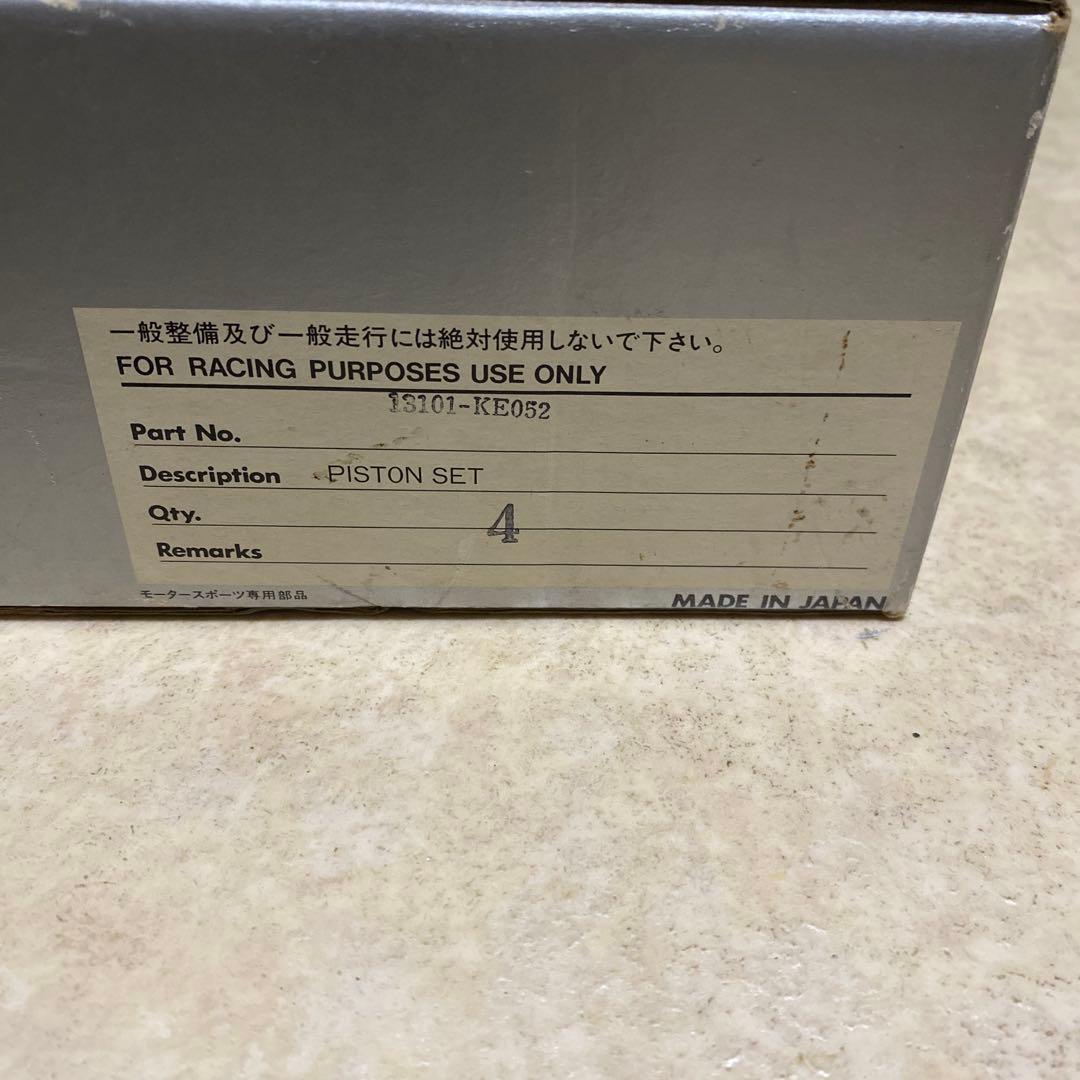 一般整備及び一般走行には絶対使用しないで下さい。
FOR RACING PURPOSES USE ONLY
13101-KE052
Part No.
Description PISTON SET
Qty. 4
Remarks
モータースポーツ専用部品
MADE IN JAPAN